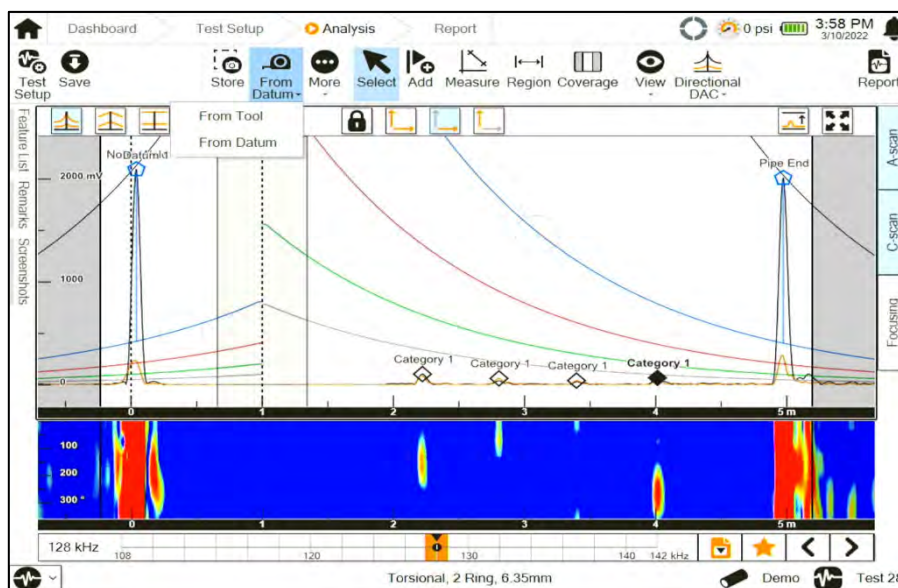 Dashboard Test Setup Analysis Report 0 psi 3:58 PM
3/10/2022
Test Setup Save Store From Datum More Select Add Measure Region Coverage View Directional DAC Report
From Tool
From Datum
Feature List Remarks Screenshots
A-scan
C-scan
Focusing
Pipe End
2000 mV
1000
Category 1 Category 1 Category 1 Category 1
0
0 1 2 3 4 5 m
100
200
300 °
0 1 2 3 4 5 m
128 kHz 108 120 130 140 142 kHz
Torsional, 2 Ring, 6.35mm Demo Test 28